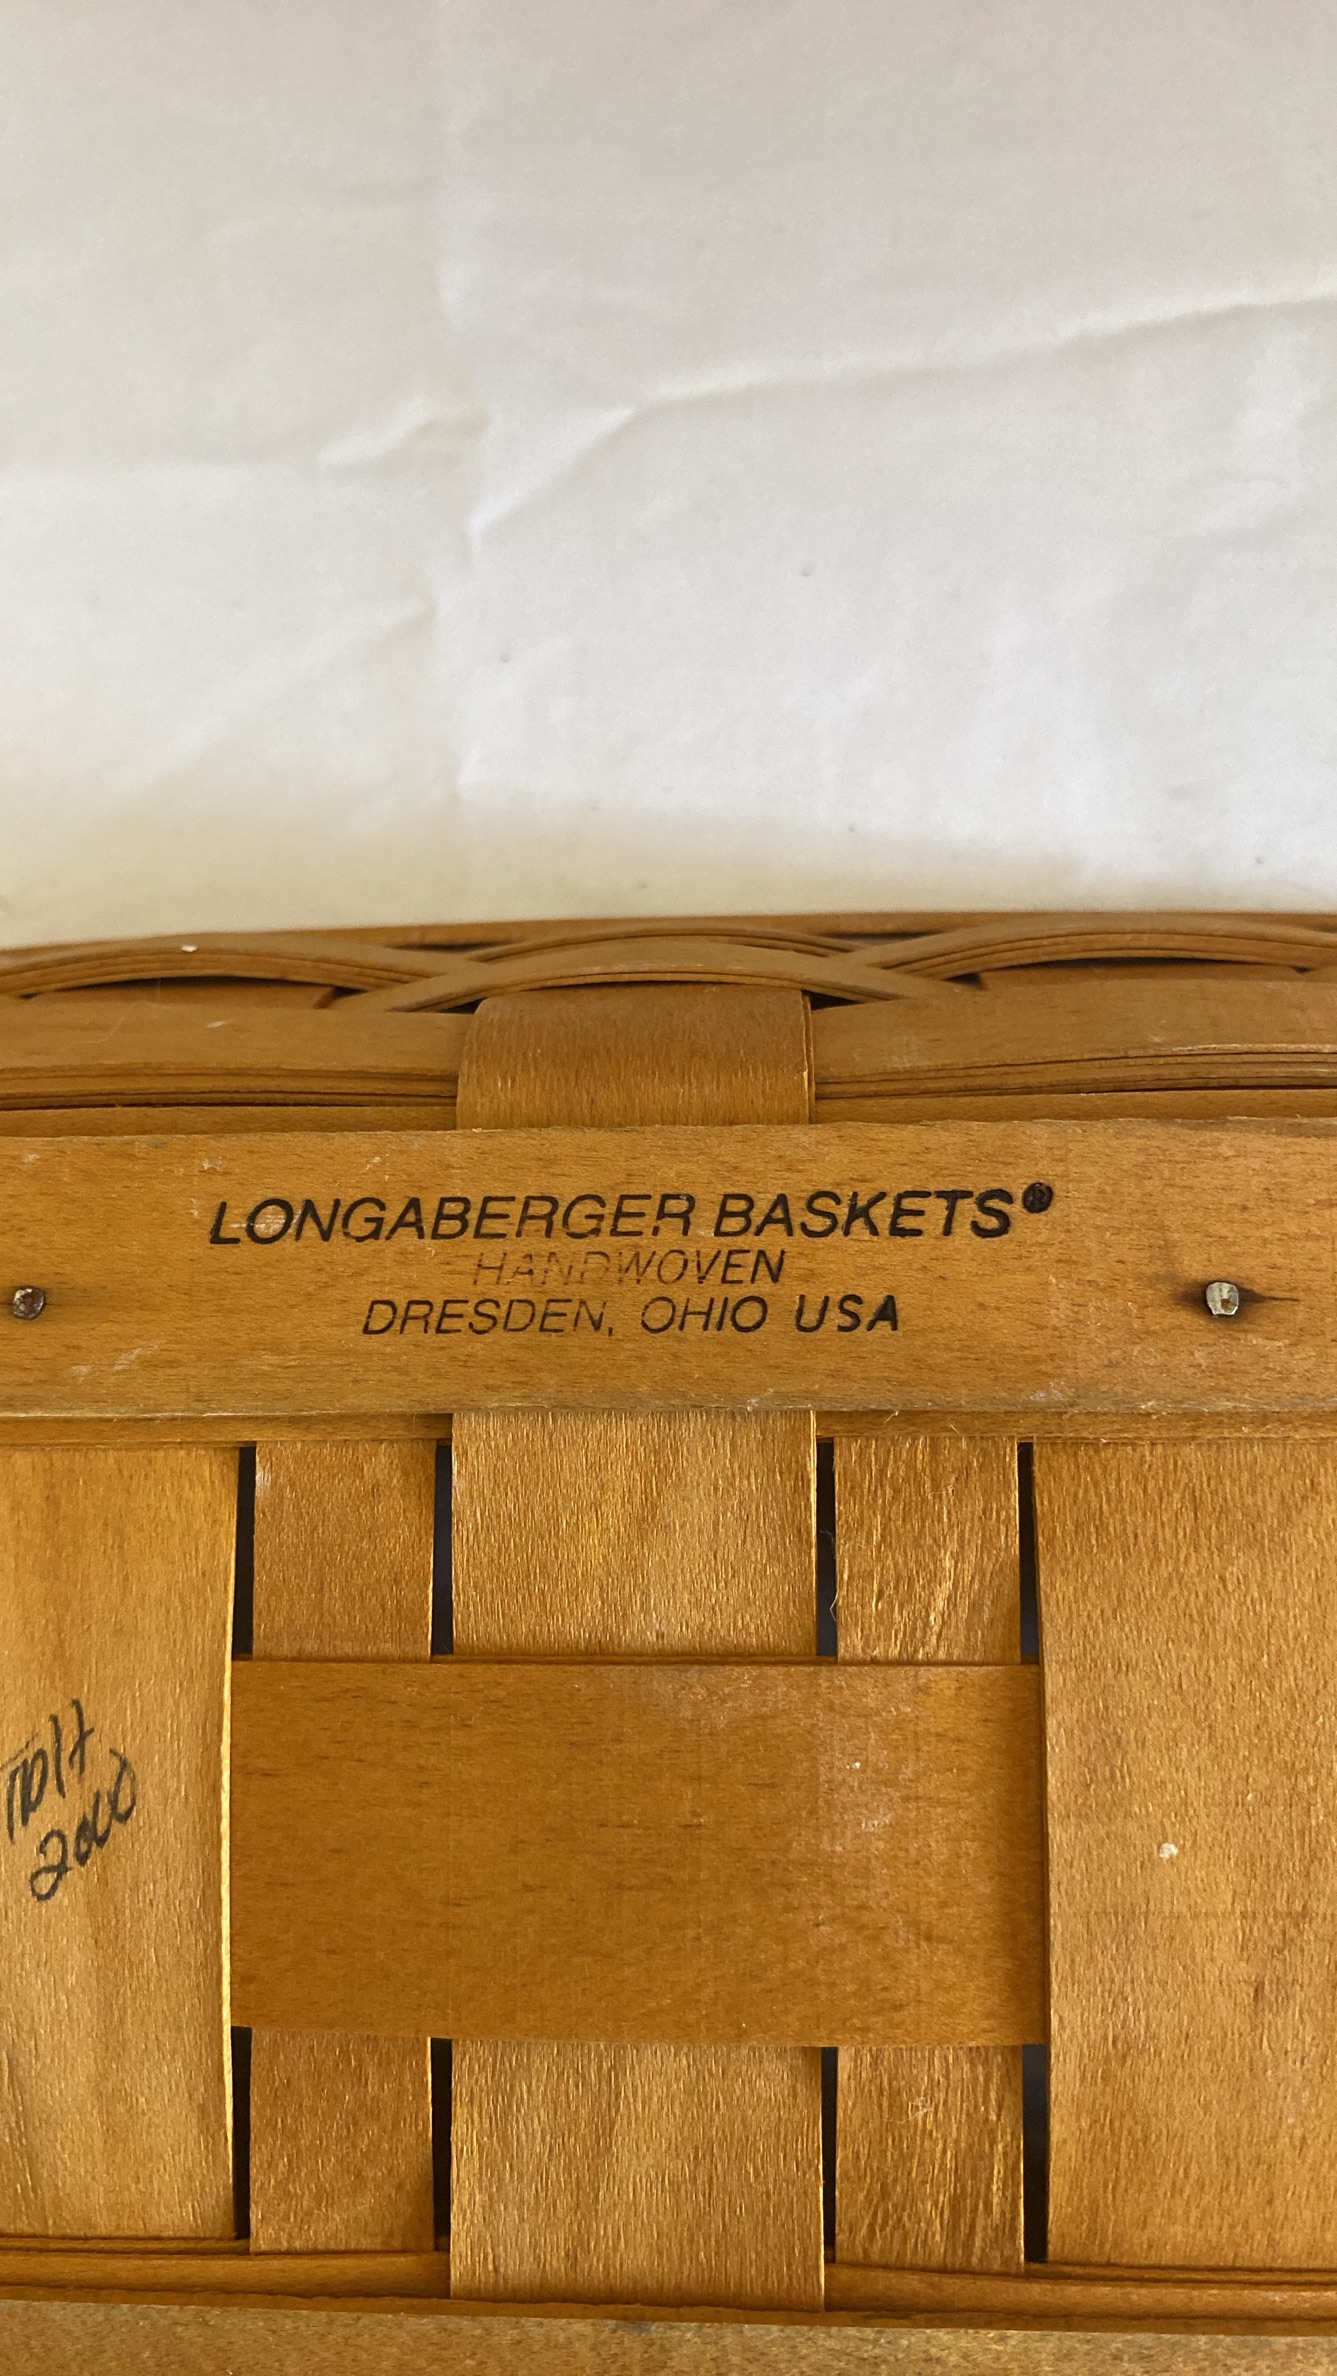 LONGABERGER BASKETS®
HANDWOVEN
DRESDEN, OHIO USA
2000